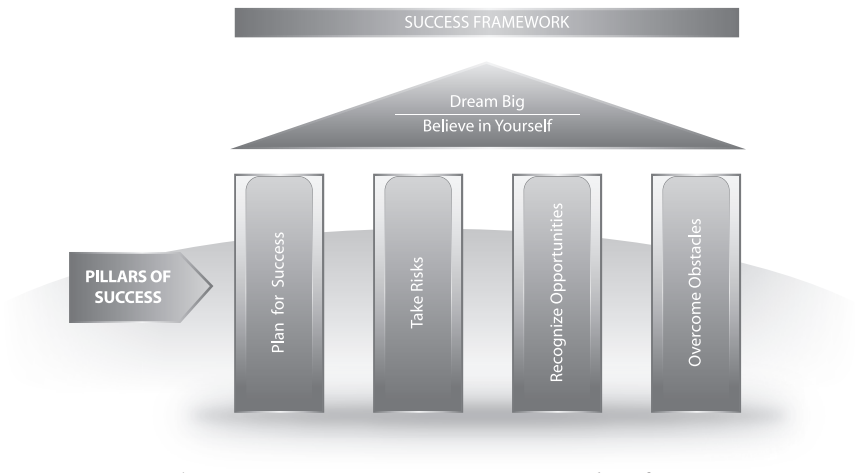 SUCCESS FRAMEWORK
Dream Big
Believe in Yourself
PILLARS OF
SUCCESS
Plan for Success
Take Risks
Recognize Opportunities
Overcome Obstacles